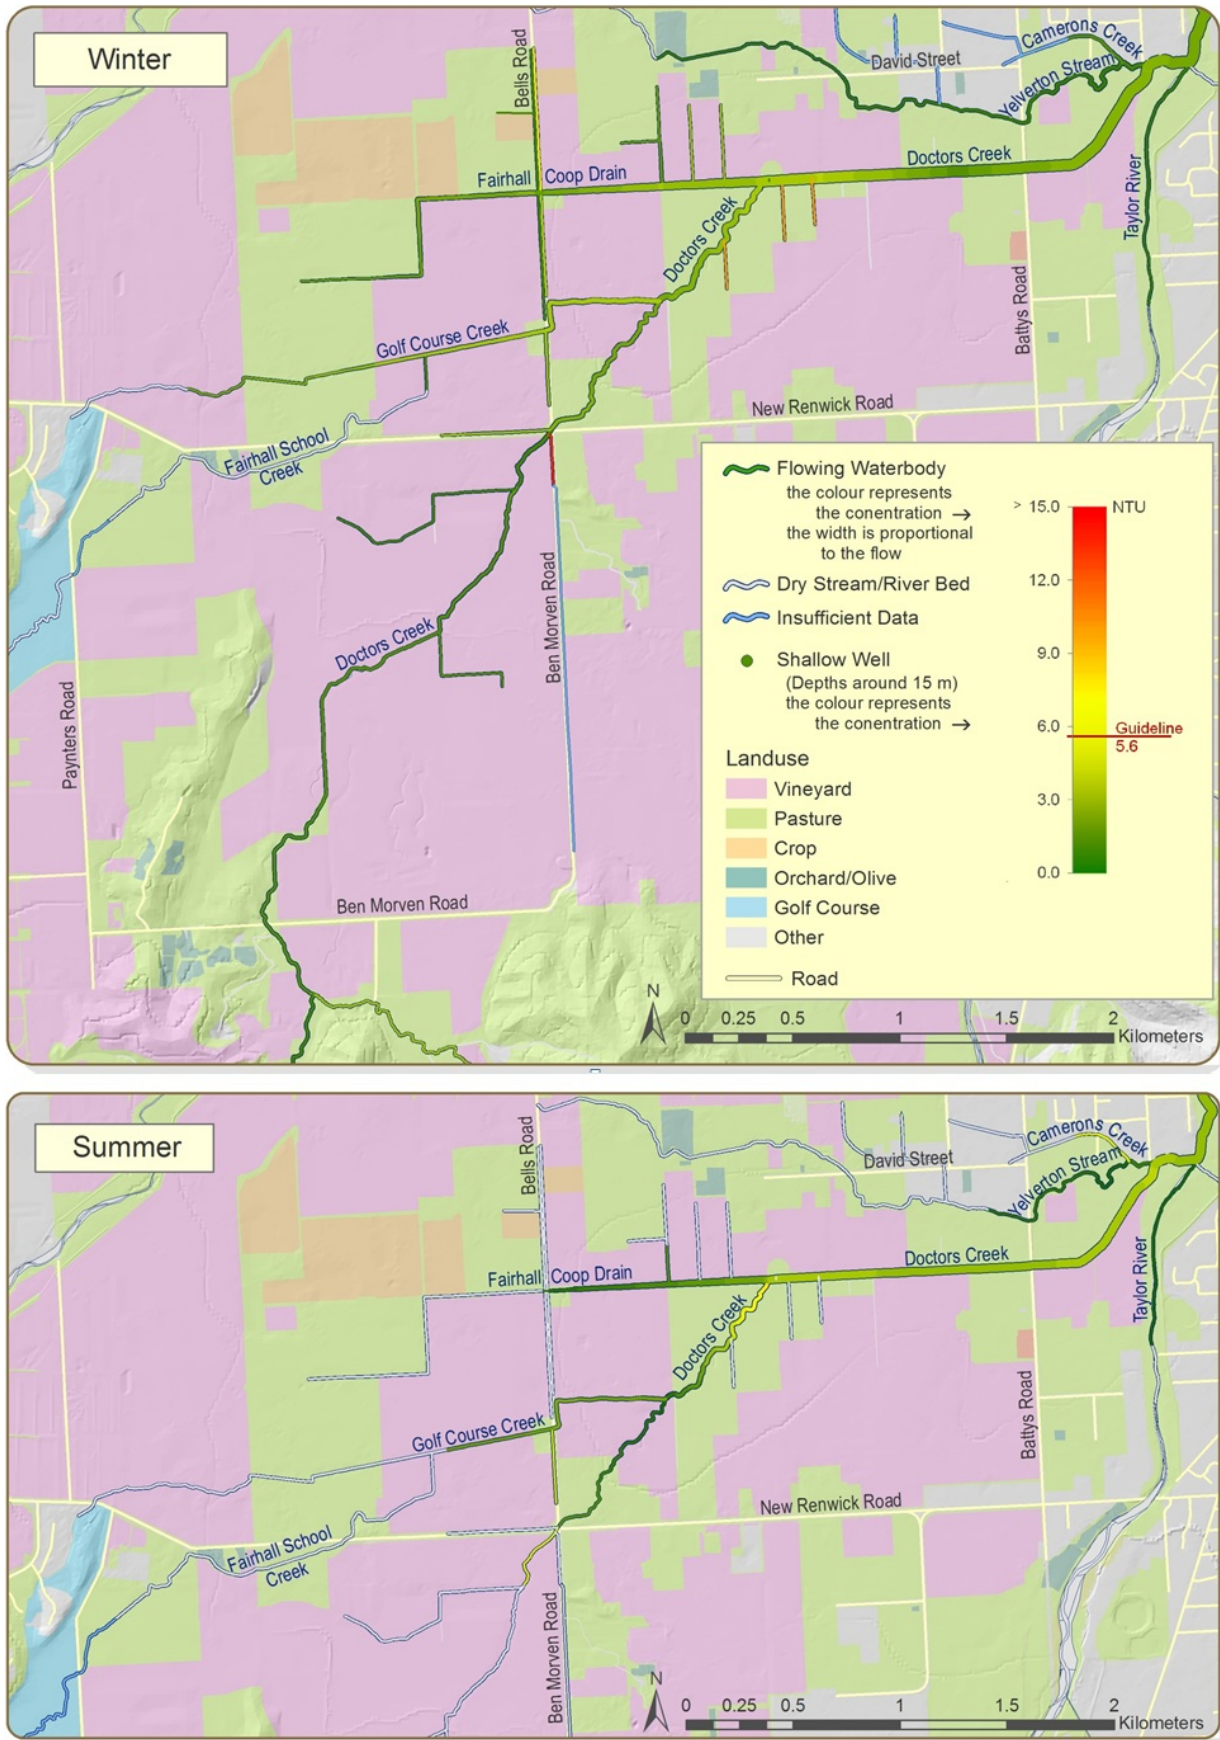 Winter
Bells Road
David Street
Camerons Creek
Yelverton Stream
Doctors Creek
Taylor River
Fairhall
Coop Drain
Doctors Creek
Battys Road
Golf Course Creek
New Renwick Road
Fairhall School
Creek
Doctors Creek
Ben Morven Road
Paynters Road
Ben Morven Road
Flowing Waterbody
the colour represents
the conentration →
the width is proportional
to the flow
Dry Stream/River Bed
Insufficient Data
Shallow Well
(Depths around 15 m)
the colour represents
the conentration →
> 15.0 NTU
12.0
9.0
6.0
Guideline
5.6
3.0
0.0
Landuse
Vineyard
Pasture
Crop
Orchard/Olive
Golf Course
Other
Road
N
0 0.25 0.5 1 1.5 2
Kilometers
Summer
Bells Road
David Street
Camerons Creek
Yelverton Stream
Doctors Creek
Taylor River
Fairhall
Coop Drain
Doctors Creek
Battys Road
Golf Course Creek
New Renwick Road
Fairhall School
Creek
Ben Morven Road
N
0 0.25 0.5 1 1.5 2
Kilometers